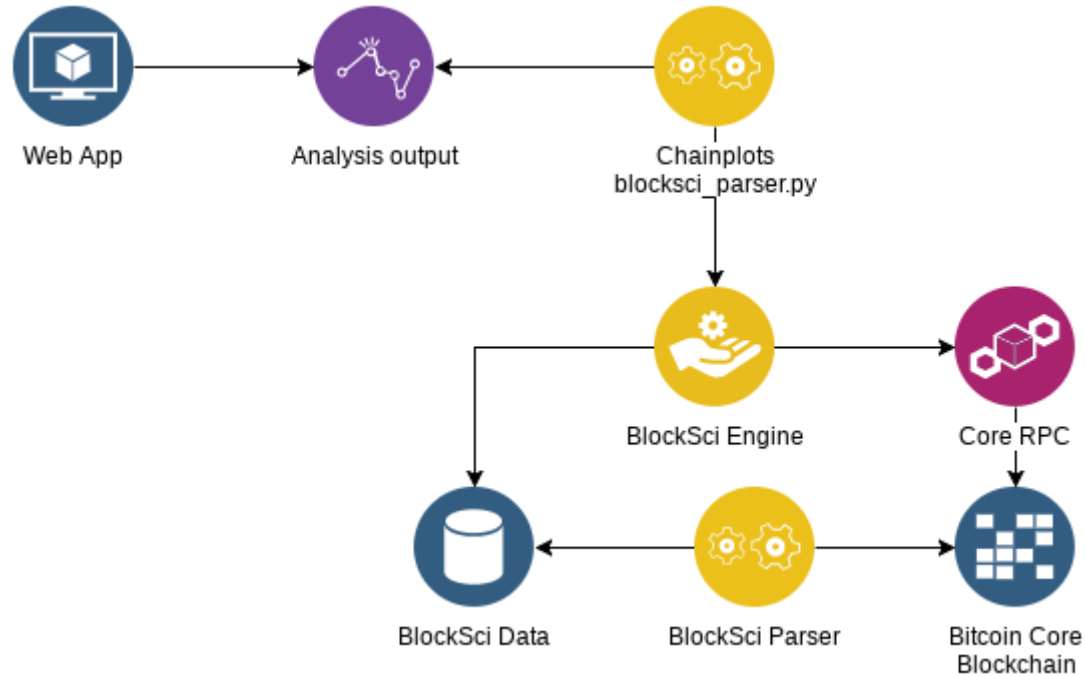 Web App
Analysis output
Chainplots
blocksci_parser.py
BlockSci Engine
Core RPC
BlockSci Data
BlockSci Parser
Bitcoin Core
Blockchain